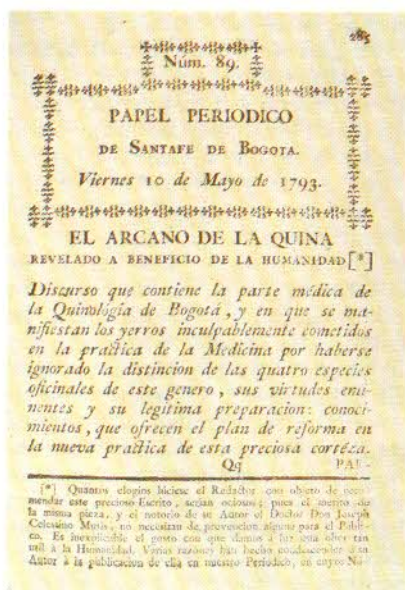 285
Núm. 89.
PAPEL PERIODICO
DE SANTAFE DE BOGOTA.
Viernes 10 de Mayo de 1793.
EL ARCANO DE LA QUINA
REVELADO A BENEFICIO DE LA HUMANIDAD[*]
Discurso que contiene la parte médica de
la Quinología de Bogotá, y en que se ma-
nifiestan los yerros inculpablemente cometidos
en la practica de la Medicina por haberse
ignorado la distincion de las quatro especies
oficinales de este genero, sus virtudes emi-
nentes y su legítima preparacion: conoci-
mientos, que ofrecen el plan de reforma en
la nueva practica de esta preciosa cortéza.
Qq PAR-
[*] Quantos elogios hiciese el Redactor con objeto de reco-
mendar este precioso Escrito, serían ociosos; pues el merito de
la misma pieza, y el notorio de su Autor el Doctor Don Joseph
Celestino Mutis, no necesitan de prevencion alguna para el Públi-
co. Es inexplicable el gusto con que damos á luz una obra tan
util á la Humanidad. Varias razones han hecho condescender á su
Autor á la publicacion de ella en nuestro Periodico, en cuyos Nú-